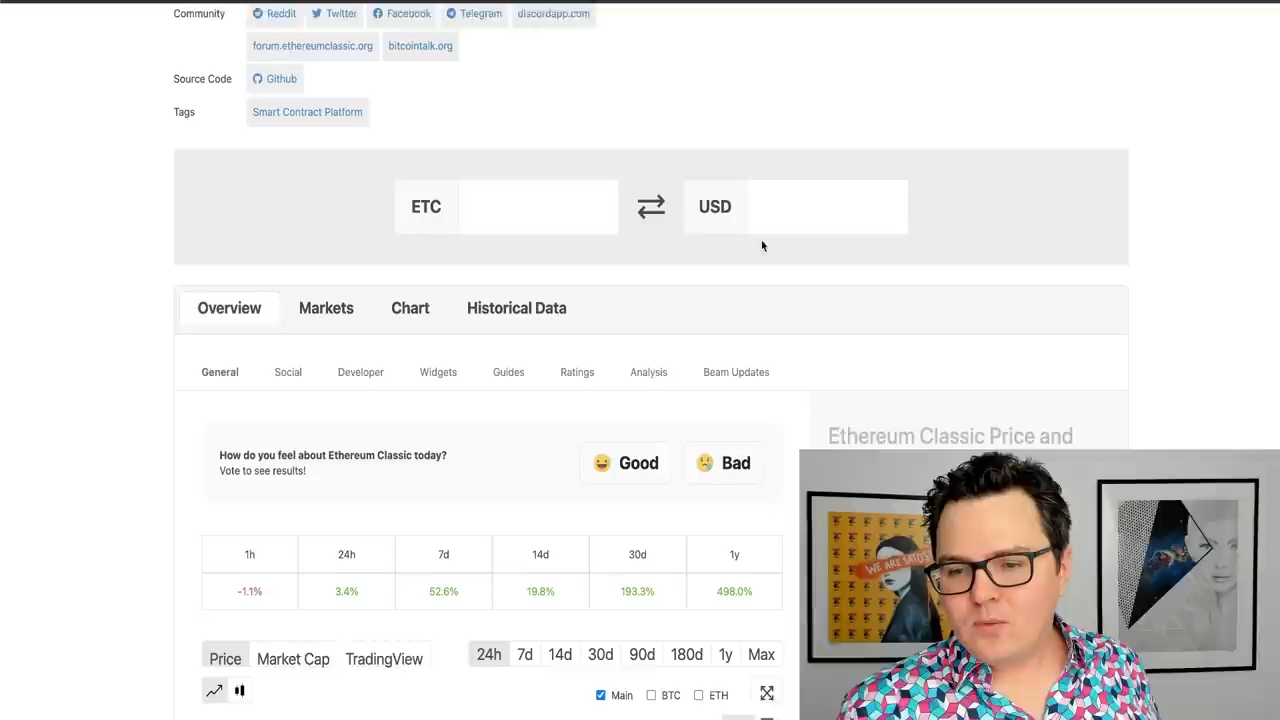 Community Reddit Twitter Facebook Telegram discordapp.com
forum.ethereumclassic.org bitcointalk.org
Source Code Github
Tags Smart Contract Platform
ETC USD
Overview Markets Chart Historical Data
General Social Developer Widgets Guides Ratings Analysis Beam Updates
Ethereum Classic Price and
How do you feel about Ethereum Classic today?
Vote to see results!
Good Bad
1h 24h 7d 14d 30d 1y
-1.1% 3.4% 52.6% 19.8% 193.3% 498.0%
Price Market Cap TradingView
24h 7d 14d 30d 90d 180d 1y Max
Main BTC ETH
WE ARE SATOS